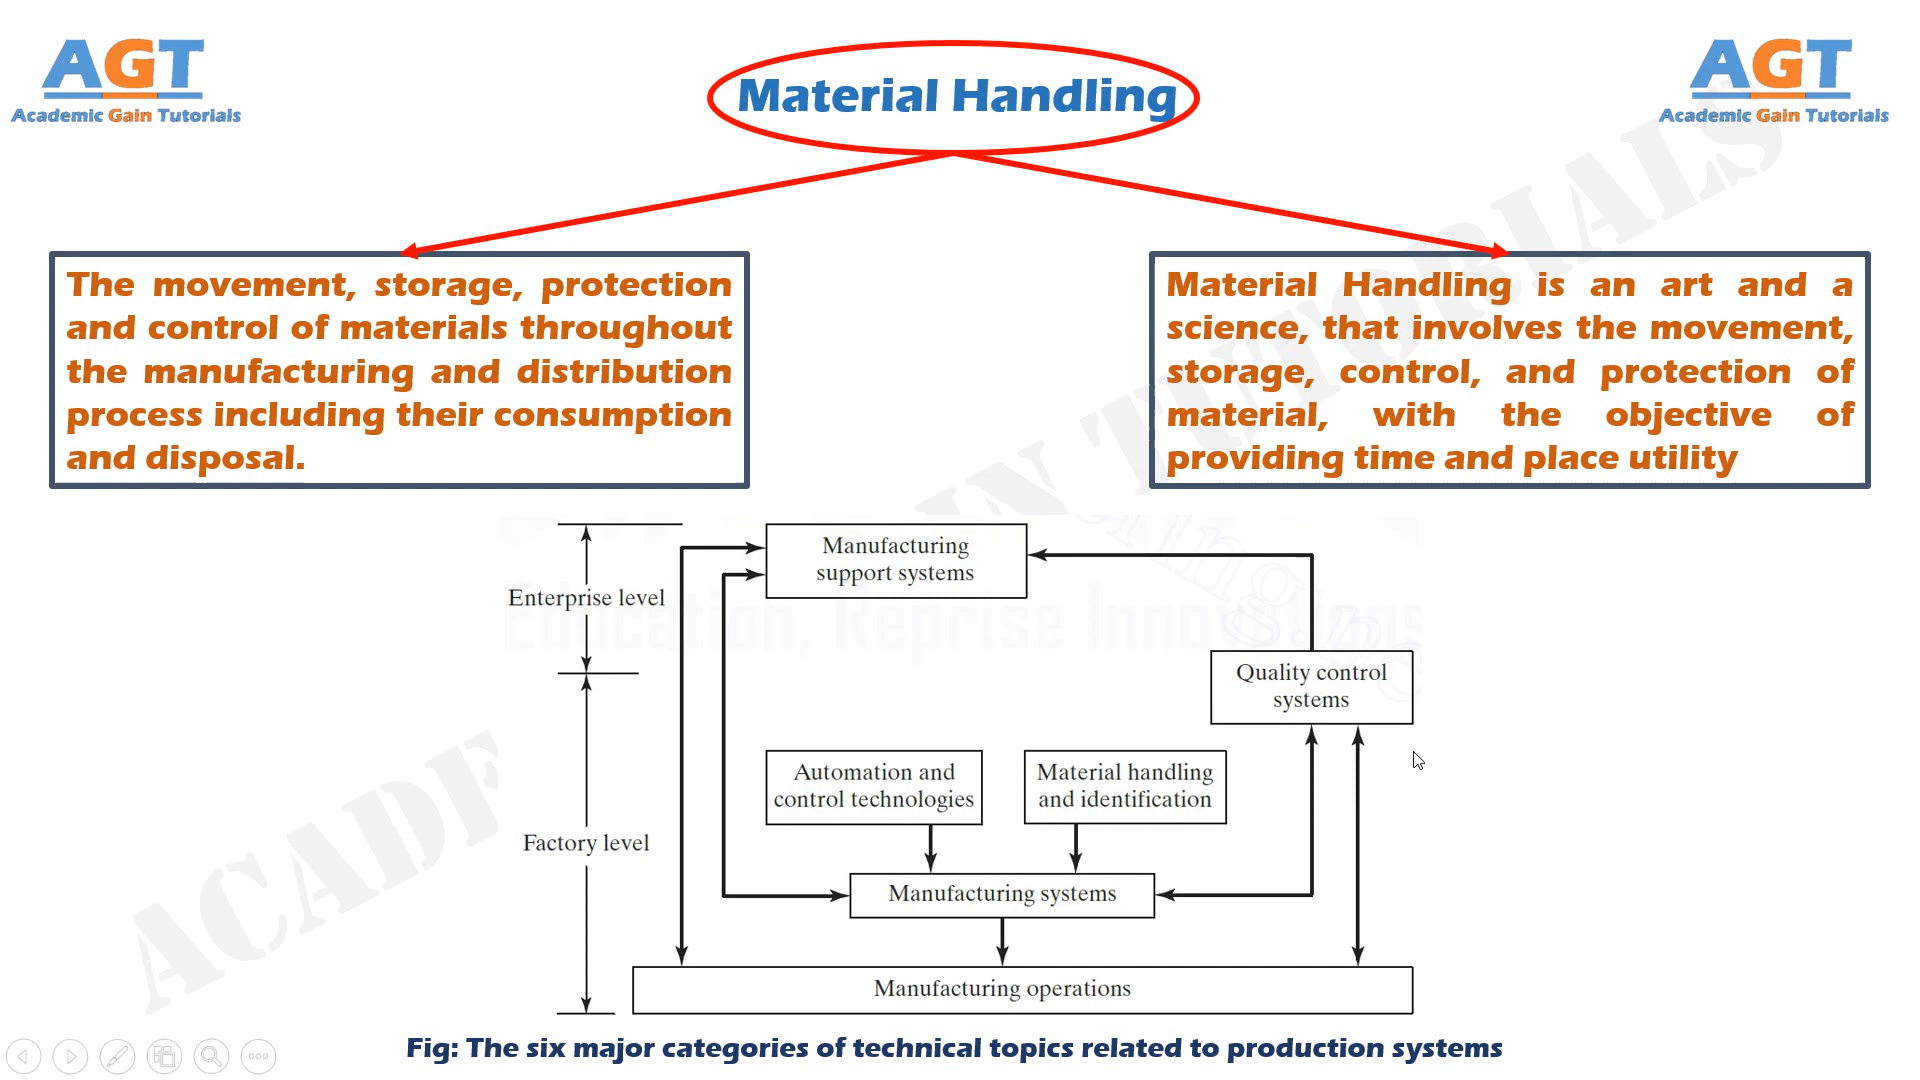 AGT
Academic Gain Tutorials
Material Handling
AGT
Academic Gain Tutorials
The movement, storage, protection
and control of materials throughout
the manufacturing and distribution
process including their consumption
and disposal.
Material Handling is an art and a
science, that involves the movement,
storage, control, and protection of
material, with the objective of
providing time and place utility
Manufacturing
support systems
Enterprise level
Education, Reprise Innovations
Quality control
systems
Automation and
control technologies
Material handling
and identification
Factory level
Manufacturing systems
Manufacturing operations
Fig: The six major categories of technical topics related to production systems